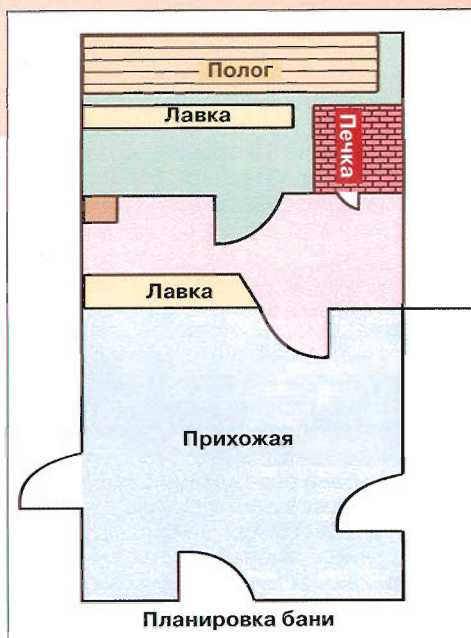 Полог
Лавка
Печка
Лавка
Прихожая
Планировка бани